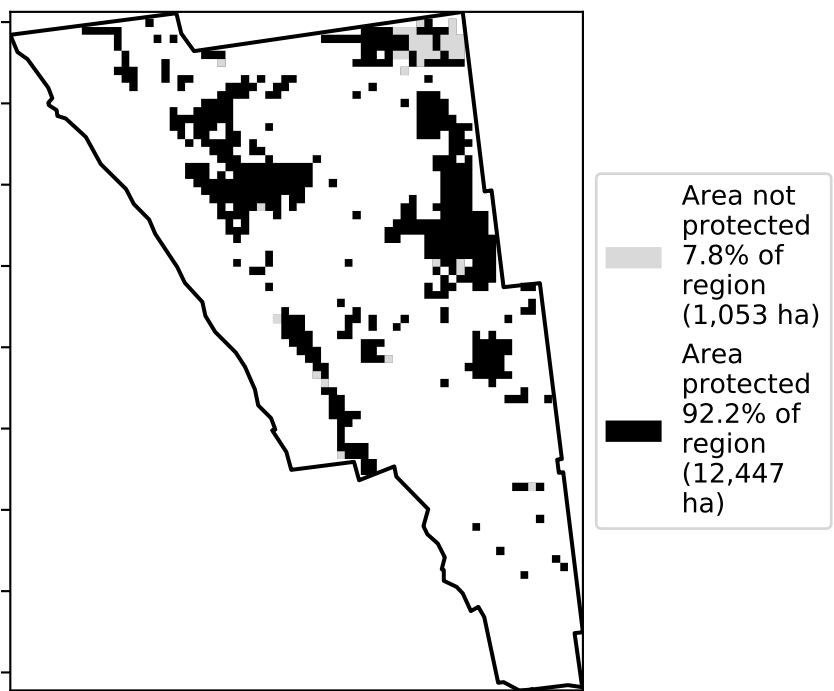 Area not
protected
7.8% of
region
(1,053 ha)
Area
protected
92.2% of
region
(12,447
ha)